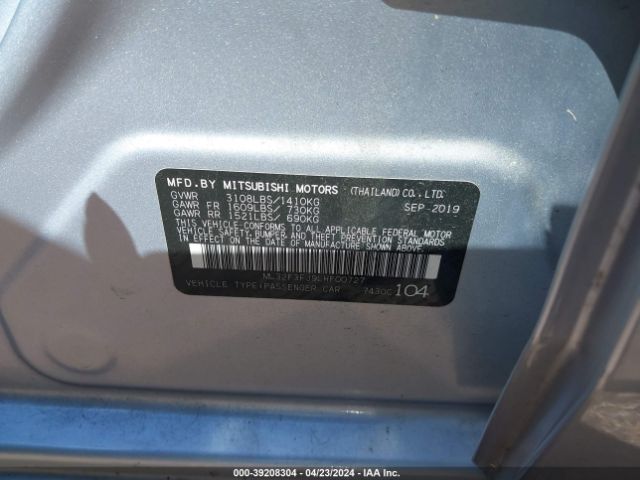 MFD.BY MITSUBISHI MOTORS (THAILAND) CO., LTD.
GVWR 3108LBS/1410KG SEP-2019
GAWR FR 1609LBS/ 730KG
GAWR RR 1521LBS/ 690KG
THIS VEHICLE CONFORMS TO ALL APPLICABLE U.S. FEDERAL MOTOR
VEHICLE SAFETY, BUMPER, AND THEFT PREVENTION STANDARDS
IN EFFECT ON THE DATE OF MANUFACTURE SHOWN ABOVE.
ML32F3FJ9LHF00727
VEHICLE TYPE:PASSENGER CAR 7430C 104
000-39208304 / 04/23/2024 - IAA Inc.